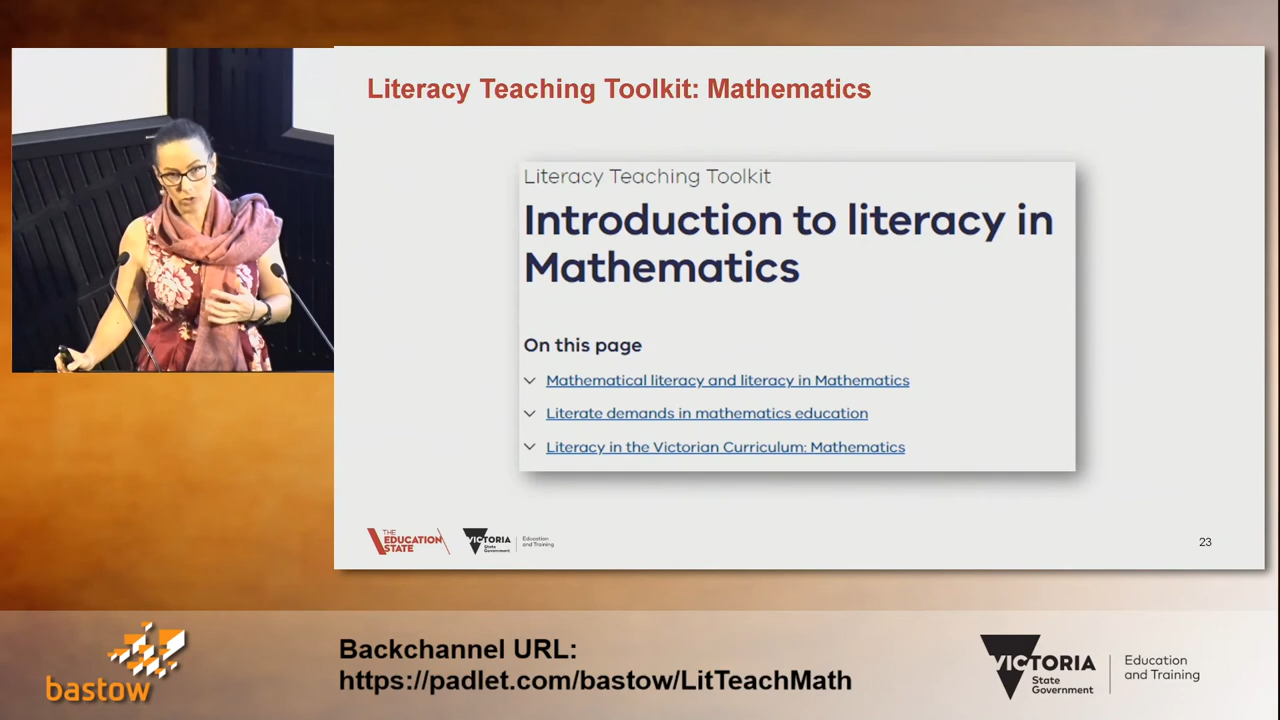 Literacy Teaching Toolkit: Mathematics
Literacy Teaching Toolkit
Introduction to literacy in
Mathematics
On this page
Mathematical literacy and literacy in Mathematics
Literate demands in mathematics education
Literacy in the Victorian Curriculum: Mathematics
THE
EDUCATION
STATE
VICTORIA
State
Government
Education
and Training
23
bastow
Backchannel URL:
https://padlet.com/bastow/LitTeachMath
VICTORIA
State
Government
Education
and Training